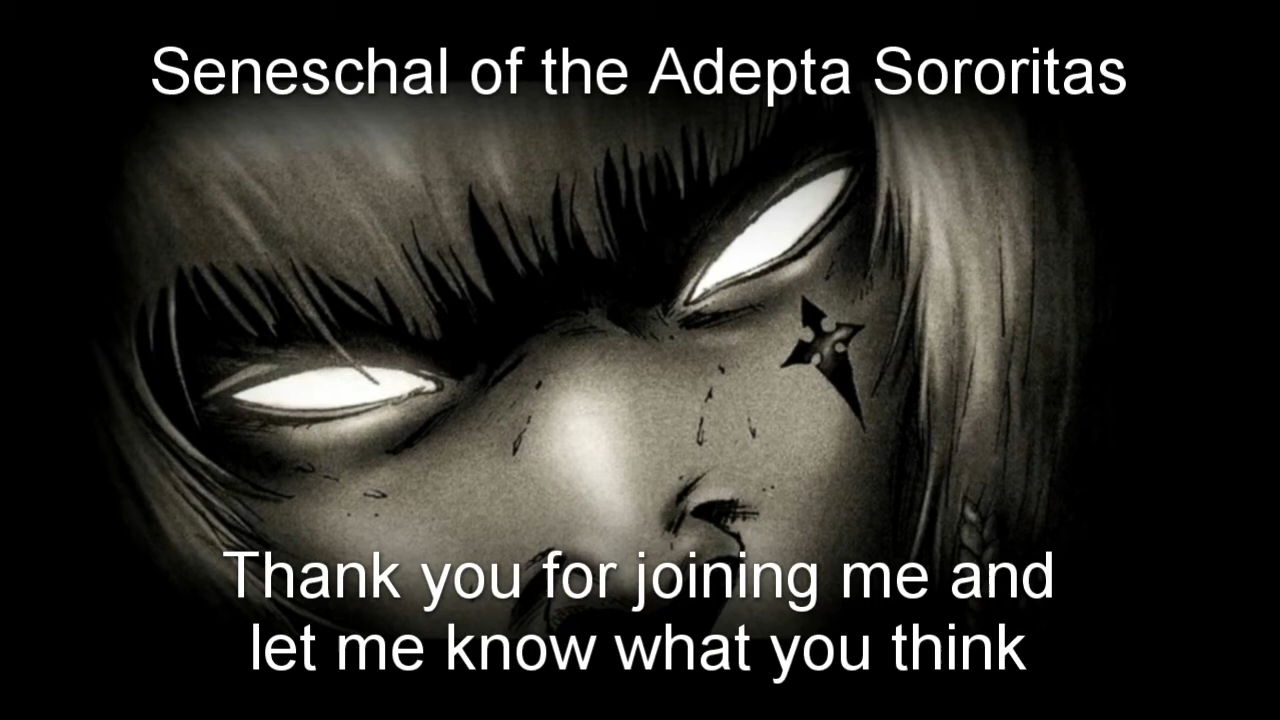 Seneschal of the Adepta Sororitas
Thank you for joining me and
let me know what you think